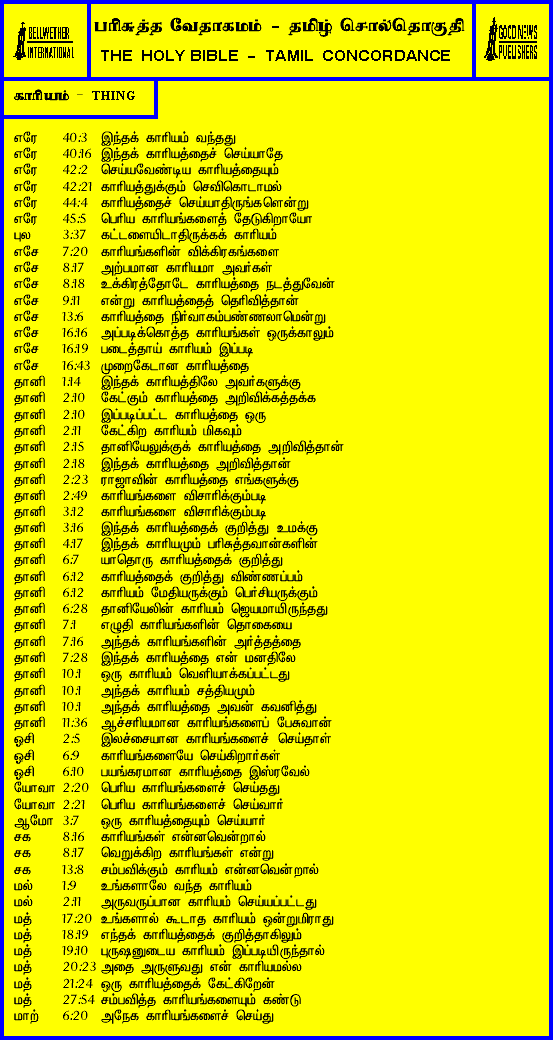 BELLWETHER INTERNATIONAL
பரிசுத்த வேதாகமம் - தமிழ் சொல்தொகுதி
THE HOLY BIBLE - TAMIL CONCORDANCE
GOOD NEWS PUBLISHERS
காரியம் - THING
எரே 40:3 இந்தக் காரியம் வந்தது
எரே 40:16 இந்தக் காரியத்தைச் செய்யாதே
எரே 42:2 செய்யவேண்டிய காரியத்தையும்
எரே 42:21 காரியத்துக்கும் செவிகொடாமல்
எரே 44:4 காரியத்தைச் செய்யாதிருங்களென்று
எரே 45:5 பெரிய காரியங்களைத் தேடுகிறாயோ
புல 3:37 கட்டளையிடாதிருக்கக் காரியம்
எசே 7:20 காரியங்களின் விக்கிரகங்களை
எசே 8:17 அற்பமான காரியமா அவர்கள்
எசே 8:18 உக்கிரத்தோடே காரியத்தை நடத்துவேன்
எசே 9:11 என்று காரியத்தைத் தெரிவித்தான்
எசே 13:6 காரியத்தை நிர்வாகம்பண்ணலாமென்று
எசே 16:16 அப்படிக்கொத்த காரியங்கள் ஒருக்காலும்
எசே 16:19 படைத்தாய் காரியம் இப்படி
எசே 16:43 முறைகேடான காரியத்தை
தானி 1:14 இந்தக் காரியத்திலே அவர்களுக்கு
தானி 2:10 கேட்கும் காரியத்தை அறிவிக்கத்தக்க
தானி 2:10 இப்படிப்பட்ட காரியத்தை ஒரு
தானி 2:11 கேட்கிற காரியம் மிகவும்
தானி 2:15 தானியேலுக்குக் காரியத்தை அறிவித்தான்
தானி 2:18 இந்தக் காரியத்தை அறிவித்தான்
தானி 2:23 ராஜாவின் காரியத்தை எங்களுக்கு
தானி 2:49 காரியங்களை விசாரிக்கும்படி
தானி 3:12 காரியங்களை விசாரிக்கும்படி
தானி 3:16 இந்தக் காரியத்தைக் குறித்து உமக்கு
தானி 4:17 இந்தக் காரியமும் பரிசுத்தவான்களின்
தானி 6:7 யாதொரு காரியத்தைக் குறித்து
தானி 6:12 காரியத்தைக் குறித்து விண்ணப்பம்
தானி 6:12 காரியம் மேதியருக்கும் பெர்சியருக்கும்
தானி 6:28 தானியேலின் காரியம் ஜெயமாயிருந்தது
தானி 7:1 எழுதி காரியங்களின் தொகையை
தானி 7:16 அந்தக் காரியங்களின் அர்த்தத்தை
தானி 7:28 இந்தக் காரியத்தை என் மனதிலே
தானி 10:1 ஒரு காரியம் வெளியாக்கப்பட்டது
தானி 10:1 அந்தக் காரியம் சத்தியமும்
தானி 10:1 அந்தக் காரியத்தை அவன் கவனித்து
தானி 11:36 ஆச்சரியமான காரியங்களைப் பேசுவான்
ஓசி 2:5 இலச்சையான காரியங்களைச் செய்தாள்
ஓசி 6:9 காரியங்களையே செய்கிறார்கள்
ஓசி 6:10 பயங்கரமான காரியத்தை இஸ்ரவேல்
யோவா 2:20 பெரிய காரியங்களைச் செய்தது
யோவா 2:21 பெரிய காரியங்களைச் செய்வார்
ஆமோ 3:7 ஒரு காரியத்தையும் செய்யார்
சக 8:16 காரியங்கள் என்னவென்றால்
சக 8:17 வெறுக்கிற காரியங்கள் என்று
சக 13:8 சம்பவிக்கும் காரியம் என்னவென்றால்
மல் 1:9 உங்களாலே வந்த காரியம்
மல் 2:11 அருவருப்பான காரியம் செய்யப்பட்டது
மத் 17:20 உங்களால் கூடாத காரியம் ஒன்றுமிராது
மத் 18:19 எந்தக் காரியத்தைக் குறித்தாகிலும்
மத் 19:10 புருஷனுடைய காரியம் இப்படியிருந்தால்
மத் 20:23 அதை அருளுவது என் காரியமல்ல
மத் 21:24 ஒரு காரியத்தைக் கேட்கிறேன்
மத் 27:54 சம்பவித்த காரியங்களையும் கண்டு
மாற் 6:20 அநேக காரியங்களைச் செய்து